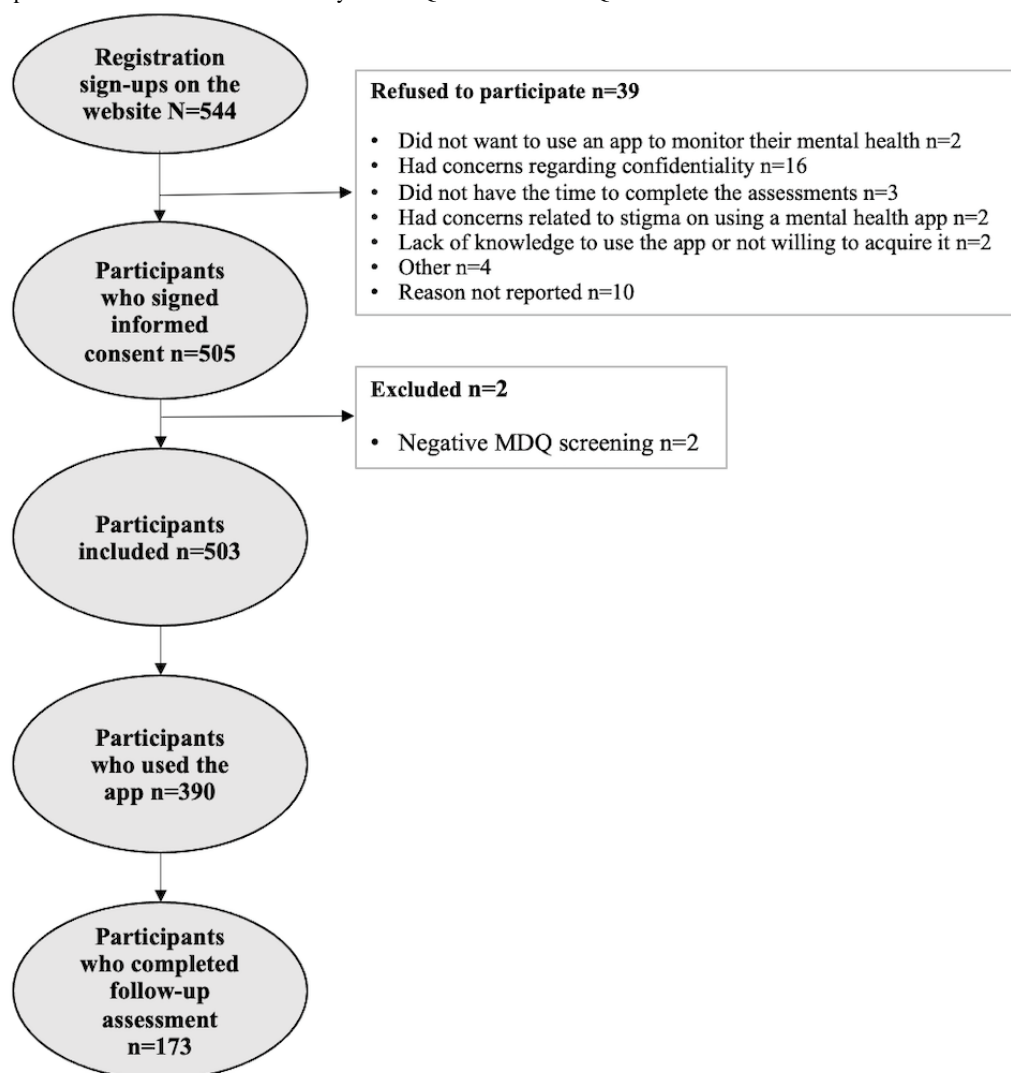 Registration
sign-ups on the
website N=544
Refused to participate n=39
• Did not want to use an app to monitor their mental health n=2
• Had concerns regarding confidentiality n=16
• Did not have the time to complete the assessments n=3
• Had concerns related to stigma on using a mental health app n=2
• Lack of knowledge to use the app or not willing to acquire it n=2
• Other n=4
• Reason not reported n=10
Participants
who signed
informed
consent n=505
Excluded n=2
• Negative MDQ screening n=2
Participants
included n=503
Participants
who used the
app n=390
Participants
who completed
follow-up
assessment
n=173